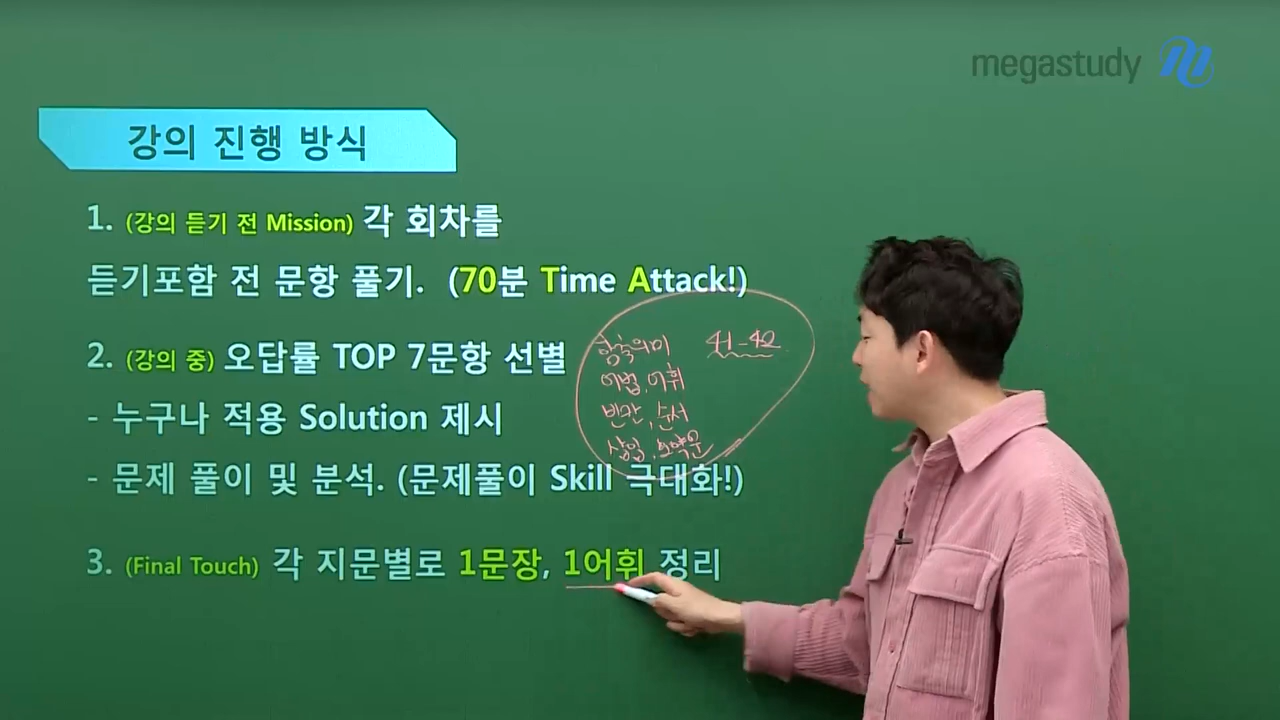 megastudy
강의 진행 방식
1. (강의 듣기 전 Mission) 각 회차를
듣기포함 전 문항 풀기. (70분 Time Attack!)
2. (강의 중) 오답률 TOP 7문항 선별
함축의미 41-42
어법, 어휘
- 누구나 적용 Solution 제시
빈칸, 순서
삽입, 요약문
- 문제 풀이 및 분석. (문제풀이 Skill 극대화!)
3. (Final Touch) 각 지문별로 1문장, 1어휘 정리